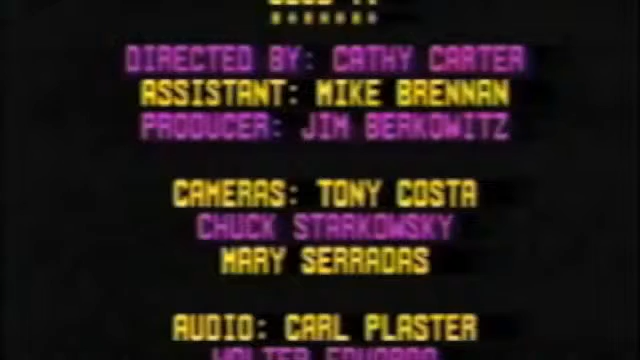 DIRECTED BY: CATHY CARTER
ASSISTANT: MIKE BRENNAN
PRODUCER: JIM BERKOWITZ
CAMERAS: TONY COSTA
CHUCK STARKOWSKY
MARY SERRADAS
AUDIO: CARL PLASTER
WALTER